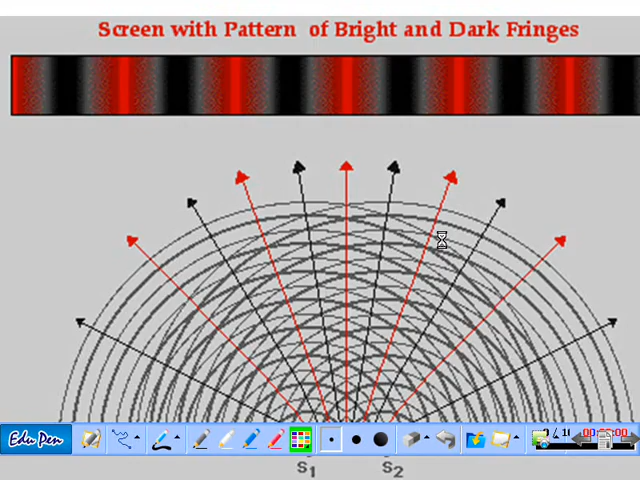 Screen with Pattern of Bright and Dark Fringes
Edu Pen
S1 S2